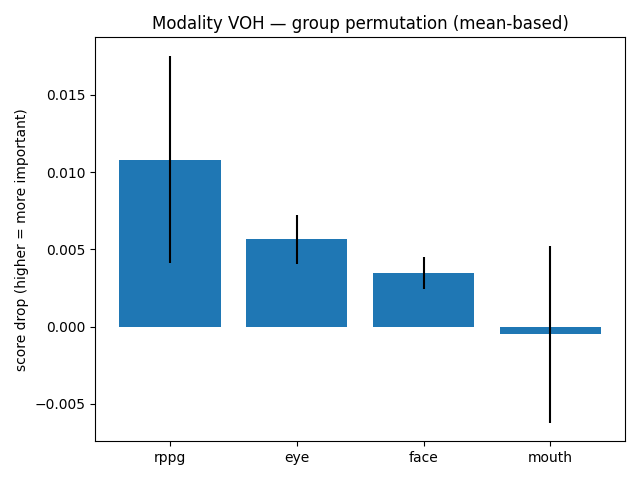 Modality VOH — group permutation (mean-based)
score drop (higher = more important)
0.015
0.010
0.005
0.000
−0.005
rppg
eye
face
mouth